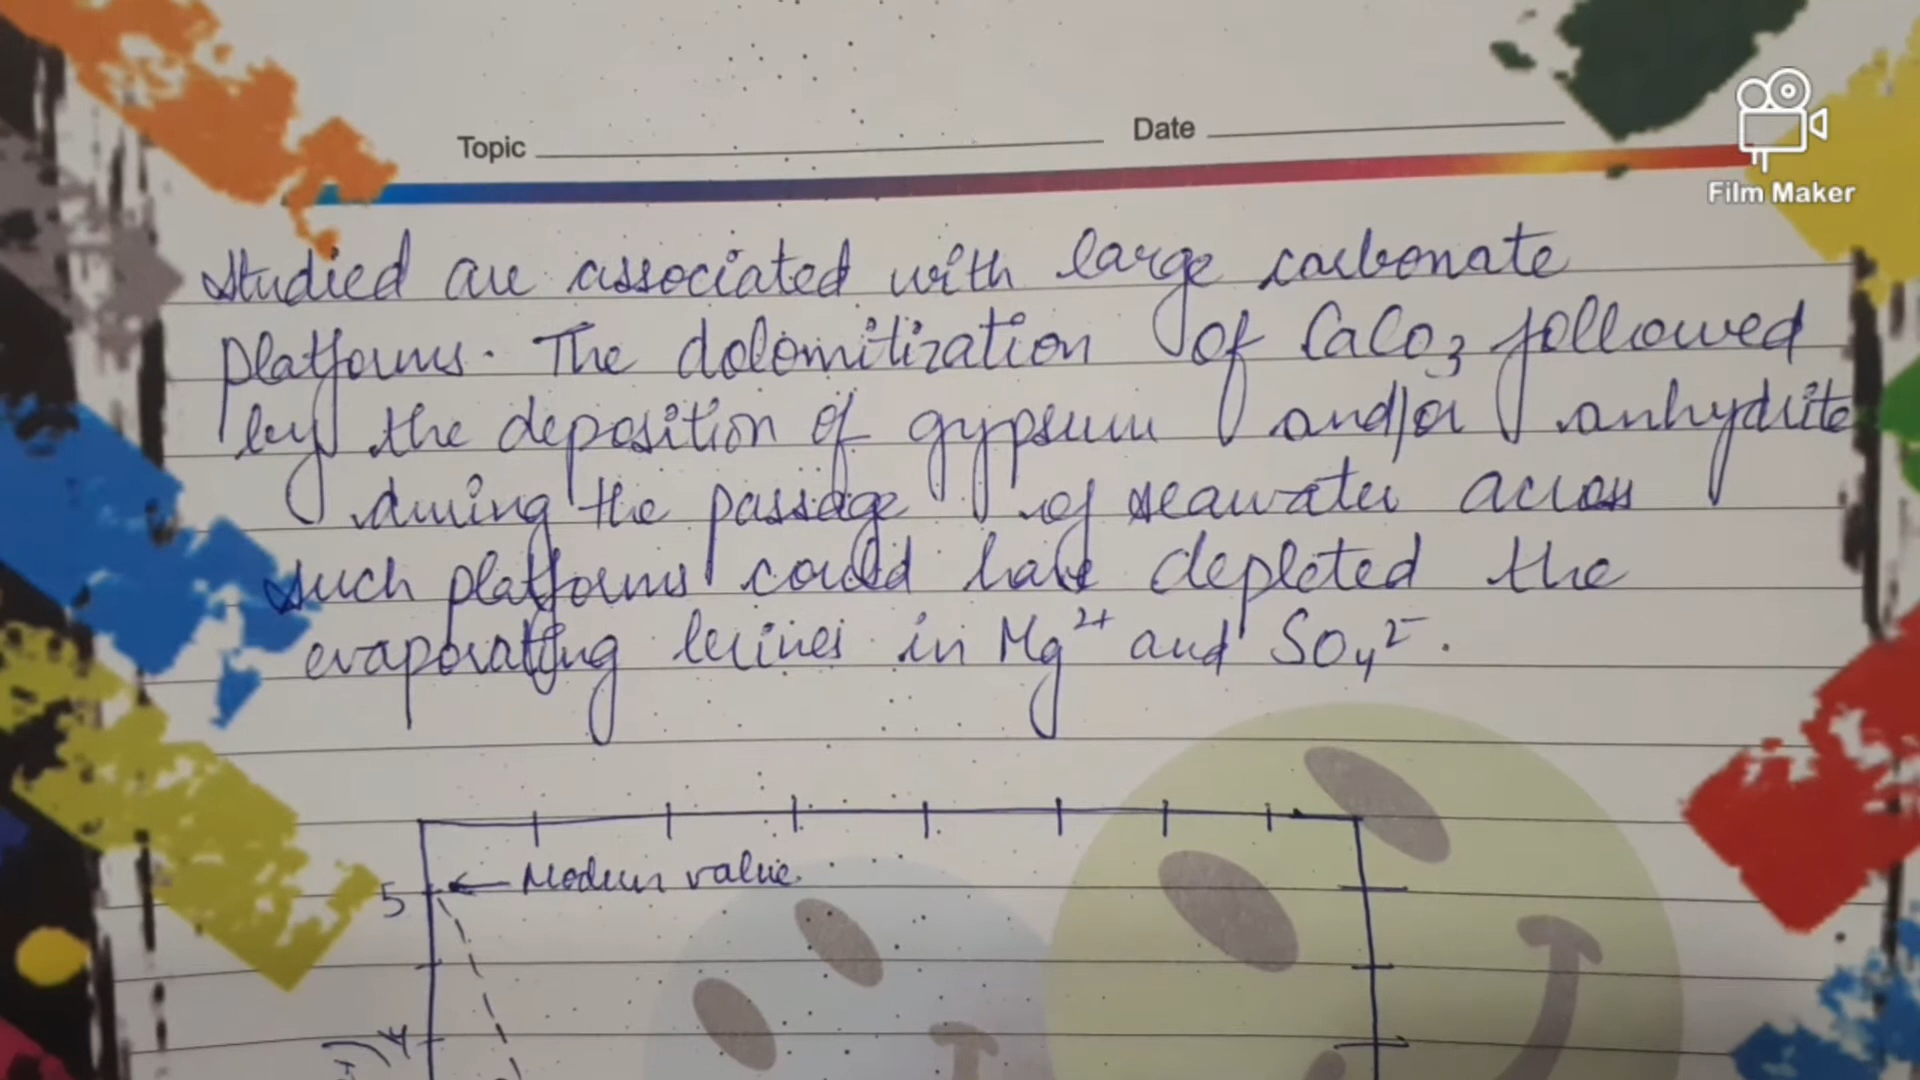 Topic Date
Film Maker
studied are associated with large carbonate
platforms. The dolomitization of CaCO3 followed
by the deposition of gypsum and/or anhydrite
during the passage of seawater across
such platforms could have depleted the
evaporating brines in Mg²⁺ and SO₄²⁻.
Modern value
5
4